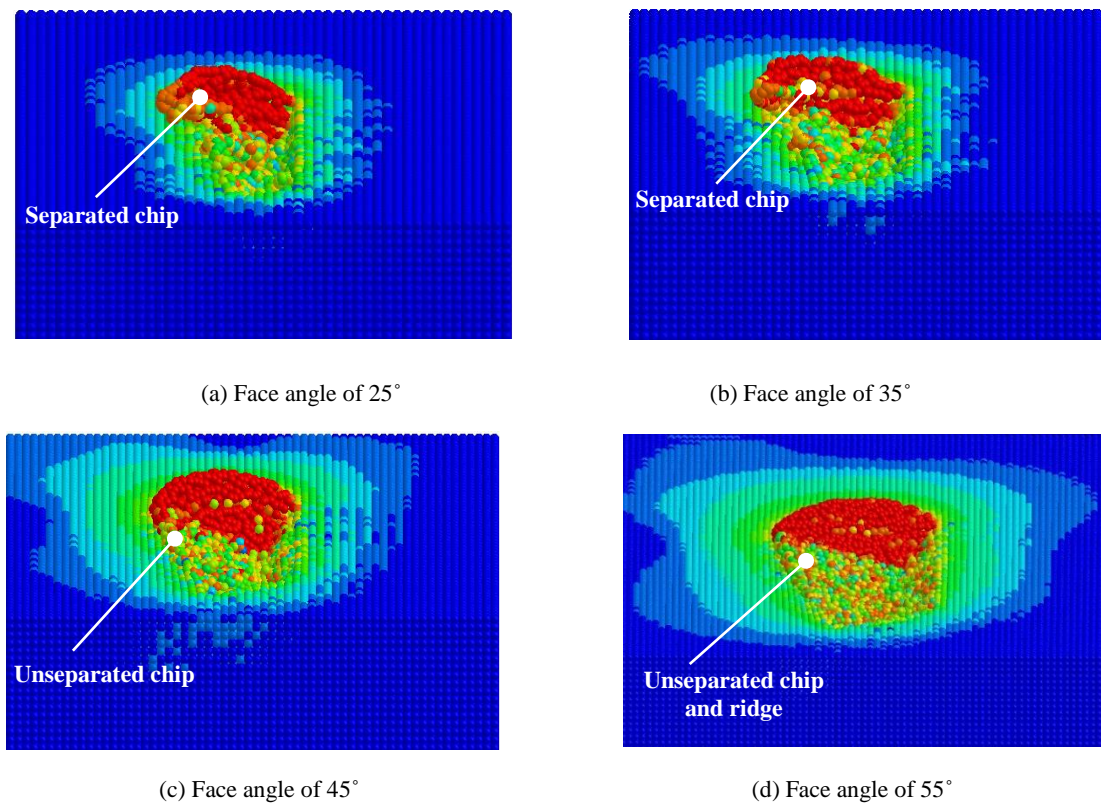 Separated chip
Separated chip
(a) Face angle of 25˚
(b) Face angle of 35˚
Unseparated chip
Unseparated chip
and ridge
(c) Face angle of 45˚
(d) Face angle of 55˚